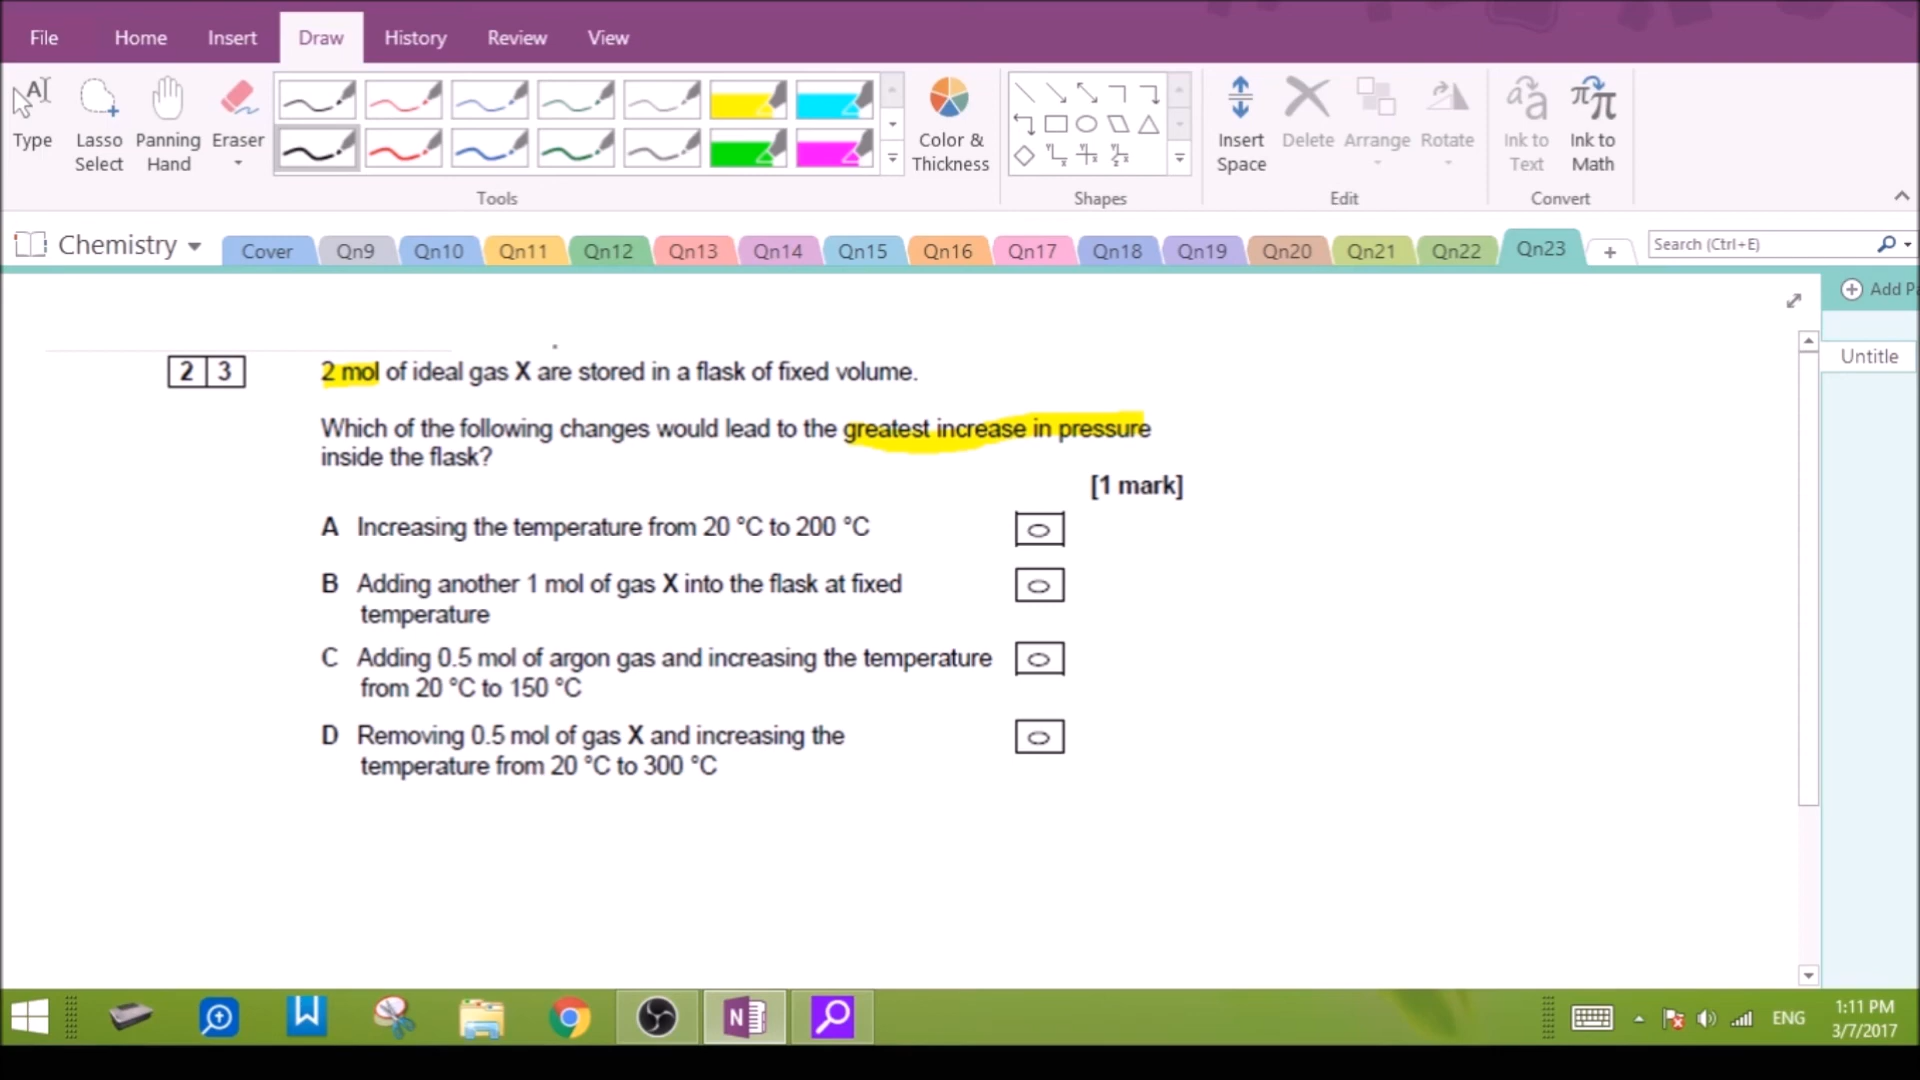 File Home Insert Draw History Review View
Type
Lasso Select
Panning Hand
Eraser
Color & Thickness
Insert Space
Delete
Arrange
Rotate
Ink to Text
Ink to Math
Tools Shapes Edit Convert
Chemistry Cover Qn9 Qn10 Qn11 Qn12 Qn13 Qn14 Qn15 Qn16 Qn17 Qn18 Qn19 Qn20 Qn21 Qn22 Qn23 + Search (Ctrl+E)
Add
Untitle
2 3 2 mol of ideal gas X are stored in a flask of fixed volume.
Which of the following changes would lead to the greatest increase in pressure
inside the flask?
[1 mark]
A Increasing the temperature from 20 °C to 200 °C
B Adding another 1 mol of gas X into the flask at fixed
temperature
C Adding 0.5 mol of argon gas and increasing the temperature
from 20 °C to 150 °C
D Removing 0.5 mol of gas X and increasing the
temperature from 20 °C to 300 °C
ENG
1:11 PM
3/7/2017